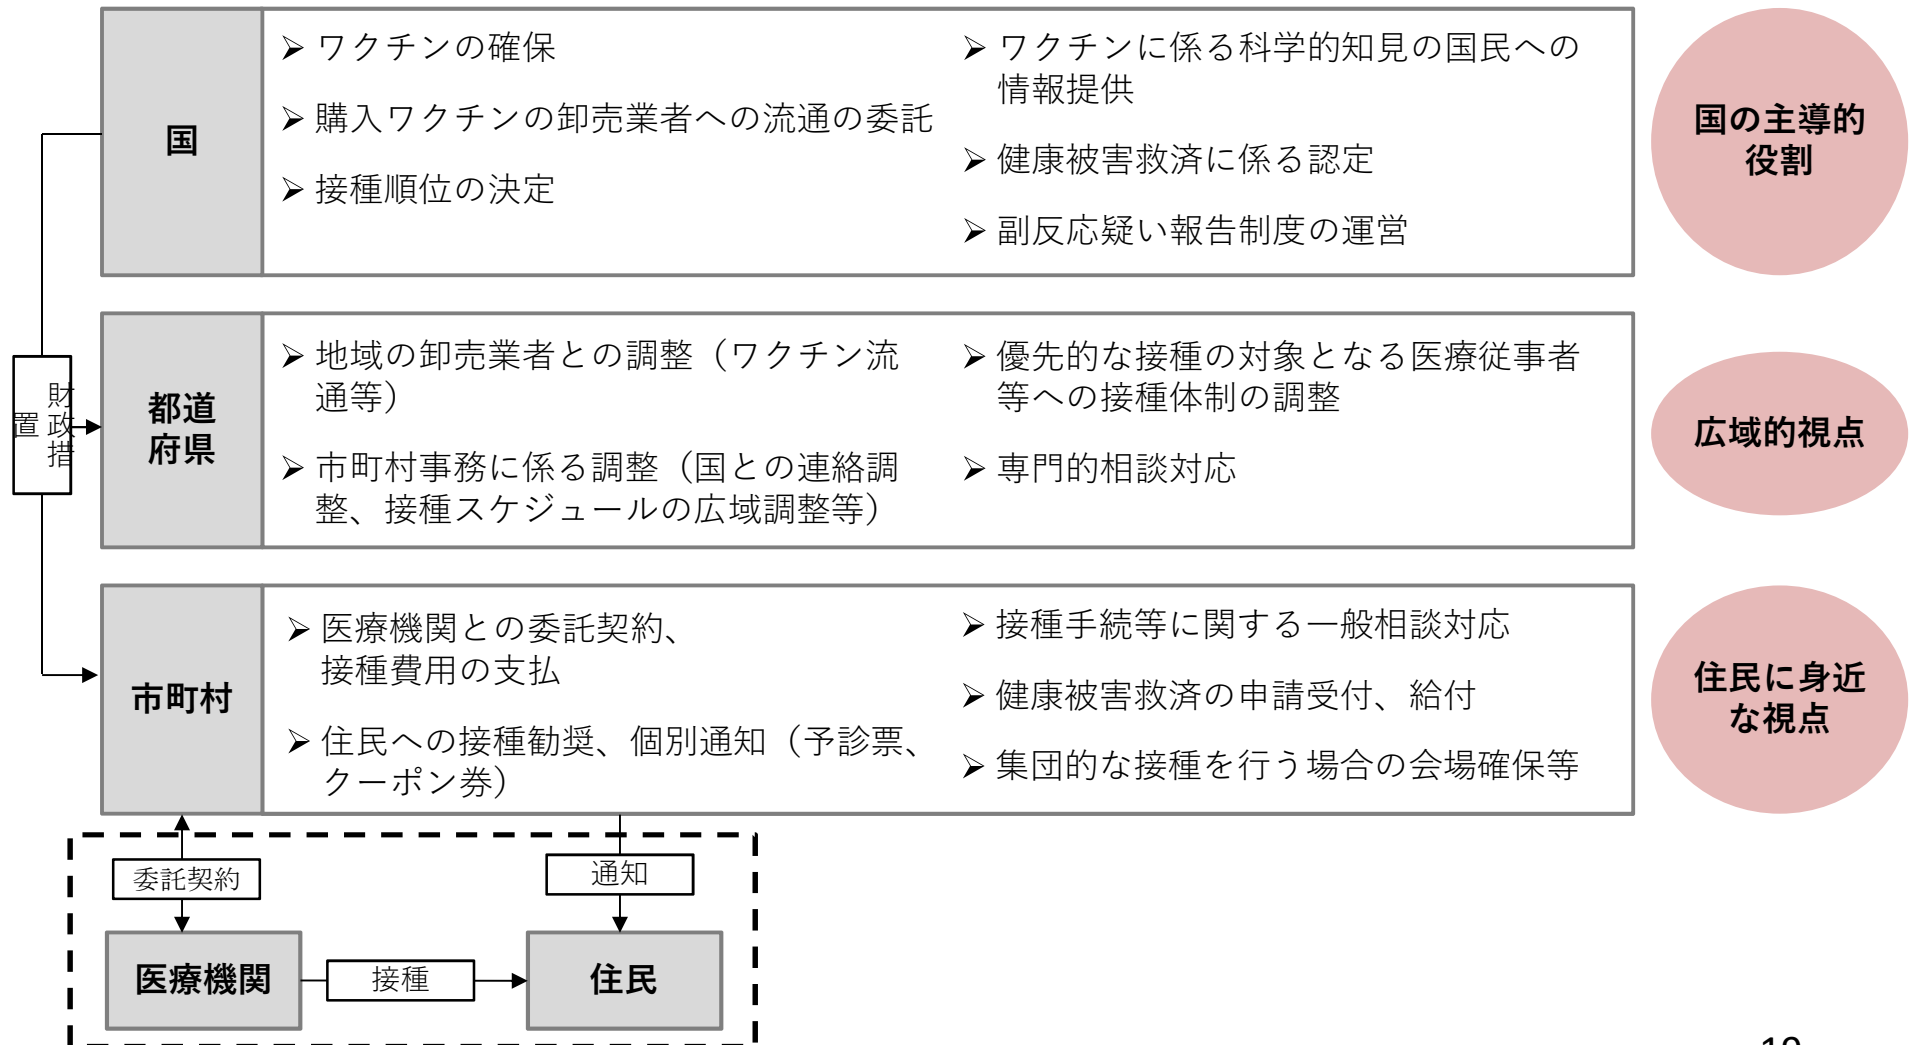 国
➢ ワクチンの確保
➢ 購入ワクチンの卸売業者への流通の委託
➢ 接種順位の決定
➢ ワクチンに係る科学的知見の国民への
情報提供
➢ 健康被害救済に係る認定
➢ 副反応疑い報告制度の運営
国の主導的
役割
財政措
置
都道
府県
➢ 地域の卸売業者との調整（ワクチン流
通等）
➢ 市町村事務に係る調整（国との連絡調
整、接種スケジュールの広域調整等）
➢ 優先的な接種の対象となる医療従事者
等への接種体制の調整
➢ 専門的相談対応
広域的視点
市町村
➢ 医療機関との委託契約、
接種費用の支払
➢ 住民への接種勧奨、個別通知（予診票、
クーポン券）
➢ 接種手続等に関する一般相談対応
➢ 健康被害救済の申請受付、給付
➢ 集団的な接種を行う場合の会場確保等
住民に身近
な視点
委託契約
通知
医療機関
接種
住民